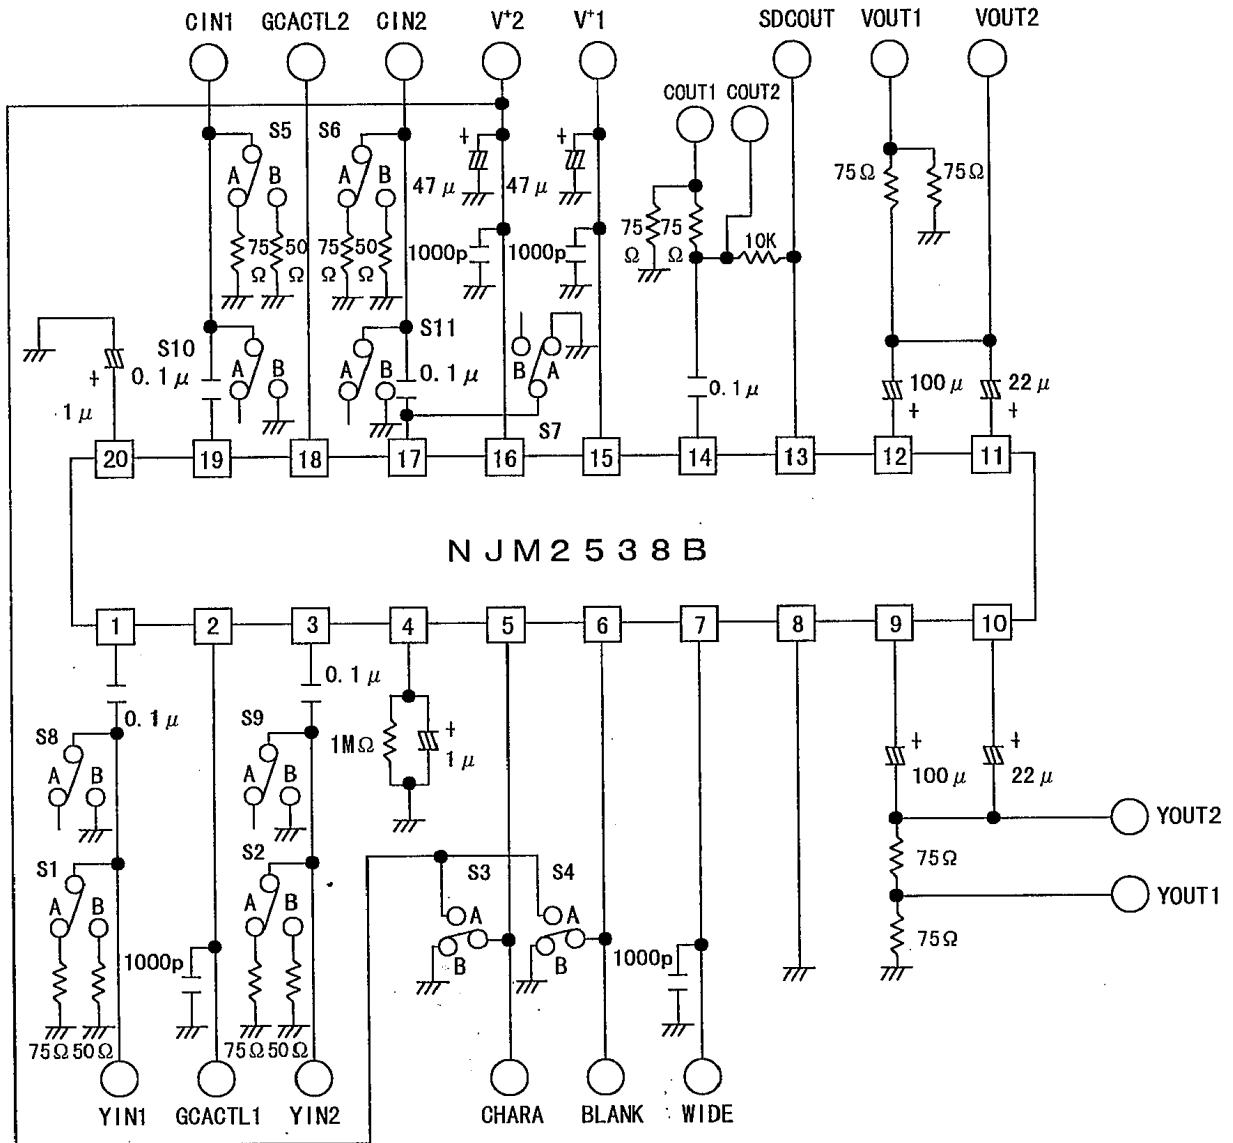 CIN1 GCACTL2 CIN2 V+2 V+1 SDCOUT VOUT1 VOUT2
COUT1 COUT2
S5 S6
A B A B
47μ 47μ
75Ω 75Ω
75Ω 50Ω 75Ω 50Ω
1000p 1000p
75Ω 75Ω 10K
S10 S11
A B A B B A
+ 0.1μ 0.1μ 0.1μ 100μ 22μ
1μ S7 + +
20 19 18 17 16 15 14 13 12 11
NJM2538B
1 2 3 4 5 6 7 8 9 10
0.1μ
0.1μ
S8 S9 1MΩ + 1μ + 100μ + 22μ
A B A B
YOUT2
S1 S2 S3 S4 75Ω
A B A B A A YOUT1
B B 75Ω
1000p 1000p
75Ω 50Ω 75Ω 50Ω
YIN1 GCACTL1 YIN2 CHARA BLANK WIDE